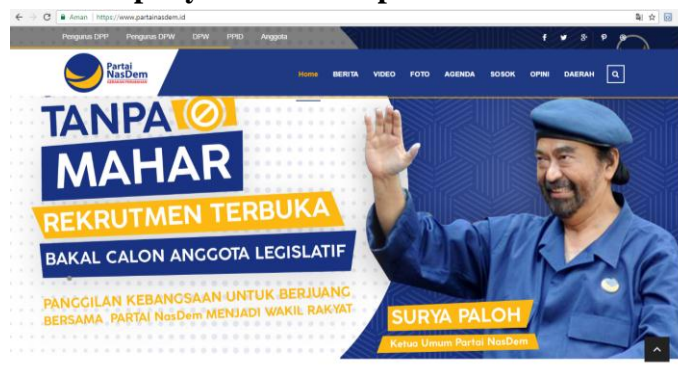 Aman | https://www.partainasdem.id
Pengurus DPP Pengurus DPW DPW PPID Anggota
Partai
NasDem
Home BERITA VIDEO FOTO AGENDA SOSOK OPINI DAERAH
TANPA
MAHAR
REKRUTMEN TERBUKA
BAKAL CALON ANGGOTA LEGISLATIF
PANGGILAN KEBANGSAAN UNTUK BERJUANG
BERSAMA PARTAI NasDem MENJADI WAKIL RAKYAT
SURYA PALOH
Ketua Umum Partai NasDem